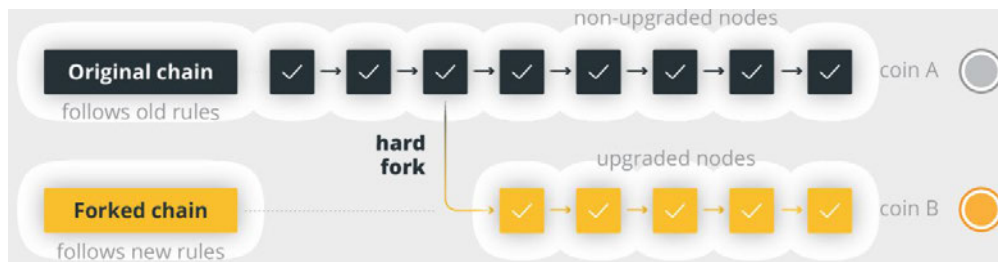 non-upgraded nodes
Original chain
coin A
follows old rules
hard
fork
upgraded nodes
Forked chain
coin B
follows new rules